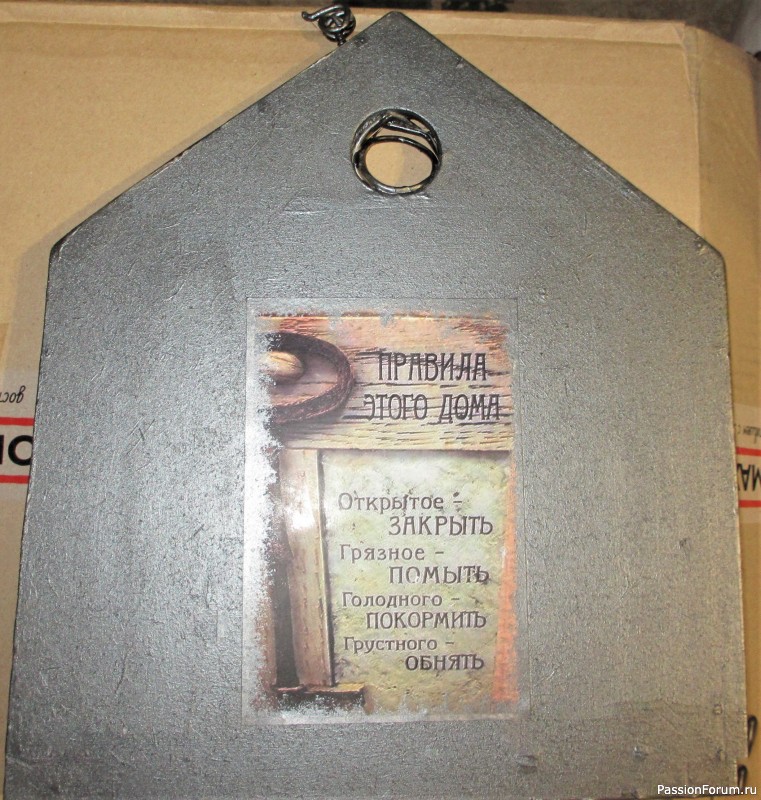 ПРАВИЛА
ЭТОГО ДОМА
Открытое -
ЗАКРЫТЬ
Грязное -
ПОМЫТЬ
Голодного -
ПОКОРМИТЬ
Грустного -
ОБНЯТЬ
PassionForum.ru